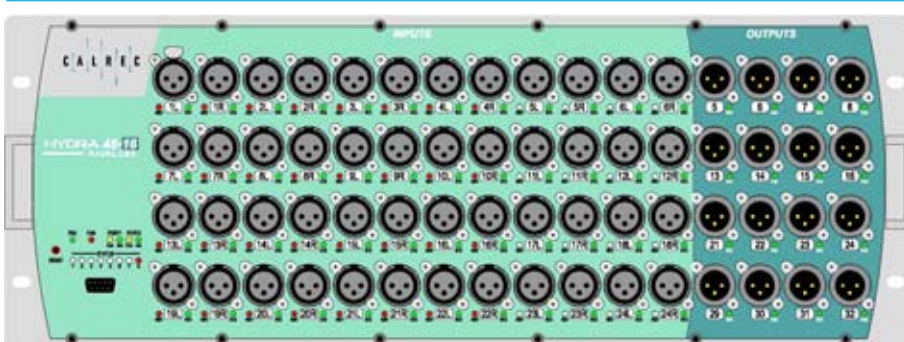 INPUTS OUTPUTS
CALREC
1L 1R 2L 2R 3L 3R 4L 4R 5L 5R 6L 6R 5 6 7 8
HYDRA 48-16
ANALOG
7L 7R 8L 8R 9L 9R 10L 10R 11L 11R 12L 12R 13 14 15 16
13L 13R 14L 14R 15L 15R 16L 16R 17L 17R 18L 18R 21 22 23 24
RESET
19L 19R 20L 20R 21L 21R 22L 22R 23L 23R 24L 24R 29 30 31 32